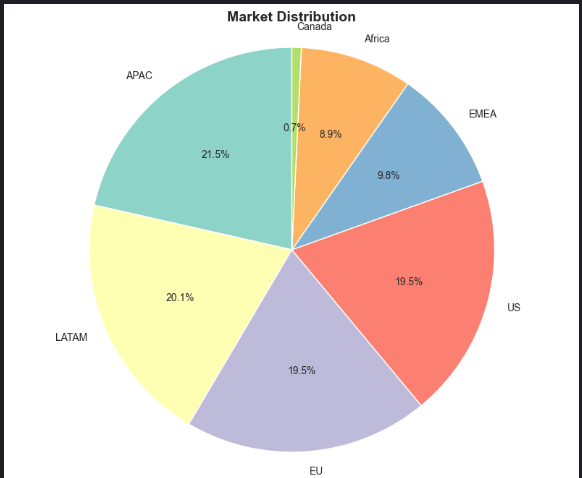 Market Distribution
Canada
Africa
APAC
EMEA
0.7%
8.9%
21.5%
9.8%
19.5%
20.1%
US
LATAM
19.5%
EU